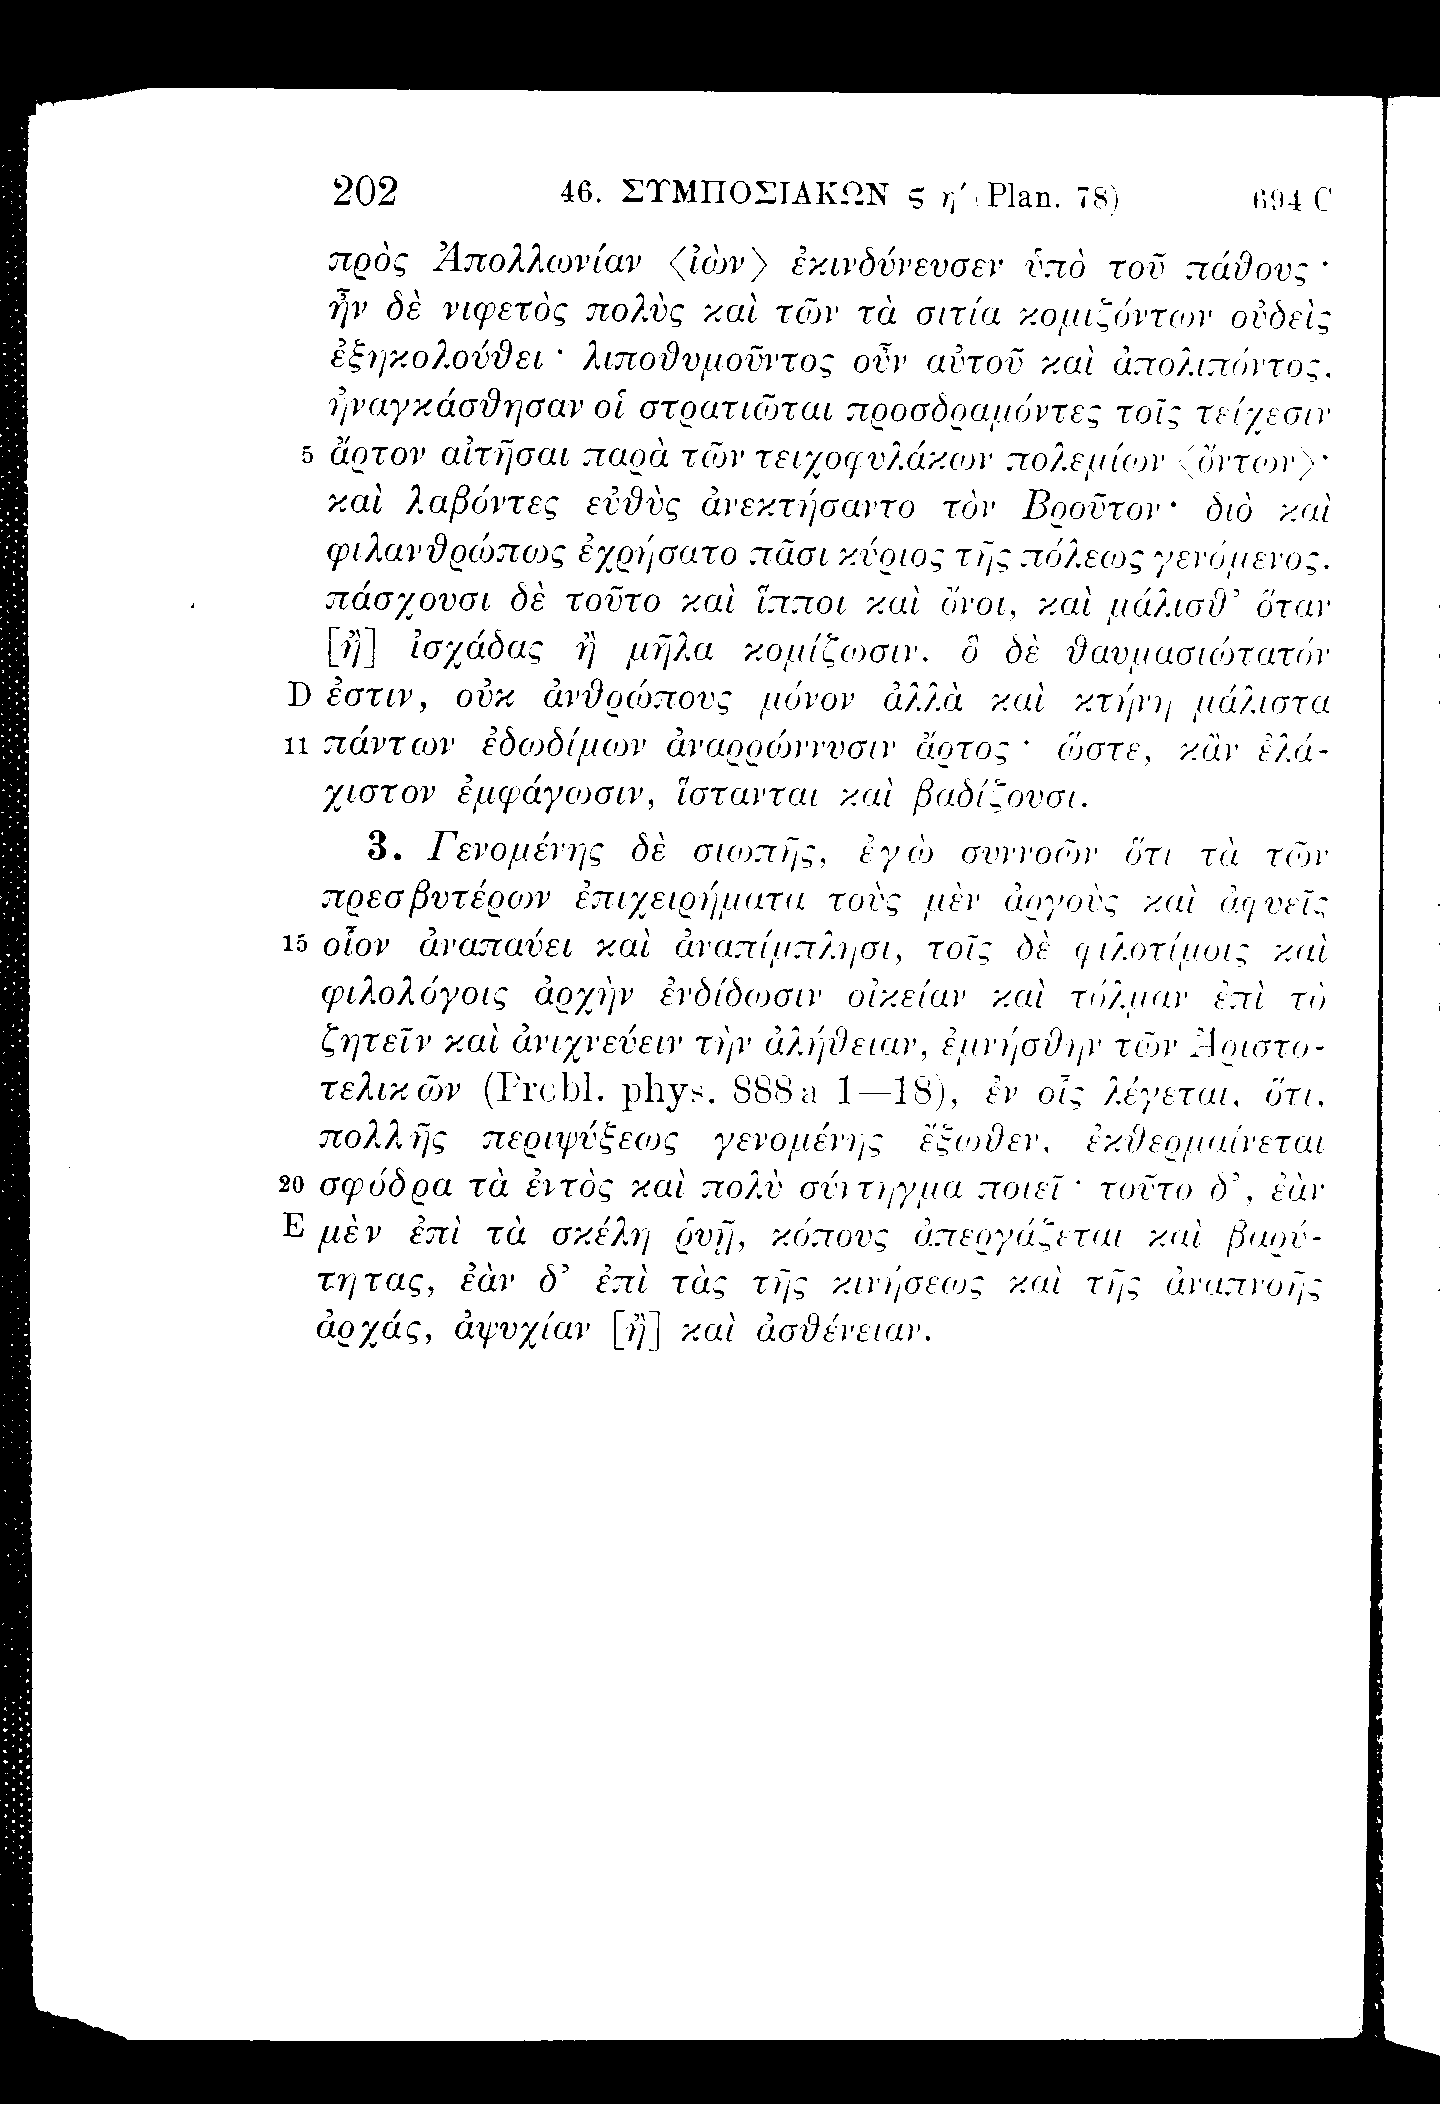 202 46. ΣΥΜΠΟΣΙΑΚΩΝ ϛ η′ (Plan. 78) 694 C
πρὸς Ἀπολλωνίαν ⟨ἰὼν⟩ ἐκινδύνευσεν ὑπὸ τοῦ πάθους·
ἦν δὲ νιφετὸς πολὺς καὶ τῶν τὰ σιτία κομιζόντων οὐδεὶς
ἐξηκολούθει· λιποθυμοῦντος οὖν αὐτοῦ καὶ ἀπολιπόντος,
ἠναγκάσθησαν οἱ στρατιῶται προσδραμόντες τοῖς τείχεσιν
5 ἄρτον αἰτῆσαι παρὰ τῶν τειχοφυλάκων πολεμίων ⟨ὄντων⟩·
καὶ λαβόντες εὐθὺς ἀνεκτήσαντο τὸν Βροῦτον· διὸ καὶ
φιλανθρώπως ἐχρήσατο πᾶσι κύριος τῆς πόλεως γενόμενος.
πάσχουσι δὲ τοῦτο καὶ ἵπποι καὶ ὄνοι, καὶ μάλισθ’ ὅταν
[ἢ] ἰσχάδας ἢ μῆλα κομίζωσιν. ὃ δὲ θαυμασιώτατόν
D ἐστιν, οὐκ ἀνθρώπους μόνον ἀλλὰ καὶ κτήνη μάλιστα
11 πάντων ἐδωδίμων ἀναρρώννυσιν ἄρτος· ὥστε, κἂν ἐλά-
χιστον ἐμφάγωσιν, ἵστανται καὶ βαδίζουσι.
3. Γενομένης δὲ σιωπῆς, ἐγὼ συννοῶν ὅτι τὰ τῶν
πρεσβυτέρων ἐπιχειρήματα τοὺς μὲν ἀργοὺς καὶ ἀφυεῖς
15 οἷον ἀναπαύει καὶ ἀναπίμπλησι, τοῖς δὲ φιλοτίμοις καὶ
φιλολόγοις ἀρχὴν ἐνδίδωσιν οἰκείαν καὶ τόλμαν ἐπὶ τὸ
ζητεῖν καὶ ἀνιχνεύειν τὴν ἀλήθειαν, ἐμνήσθην τῶν Ἀριστο-
τελικῶν (Probl. phys. 888a 1—18), ἐν οἷς λέγεται, ὅτι,
πολλῆς περιψύξεως γενομένης ἔξωθεν, ἐκθερμαίνεται
20 σφόδρα τὰ ἐντὸς καὶ πολὺ σύντηγμα ποιεῖ· τοῦτο δ’, ἐὰν
E μὲν ἐπὶ τὰ σκέλη ῥυῇ, κόπους ἀπεργάζεται καὶ βαρύ-
τητας, ἐὰν δ’ ἐπὶ τὰς τῆς κινήσεως καὶ τῆς ἀναπνοῆς
ἀρχάς, ἀψυχίαν [ἢ] καὶ ἀσθένειαν.